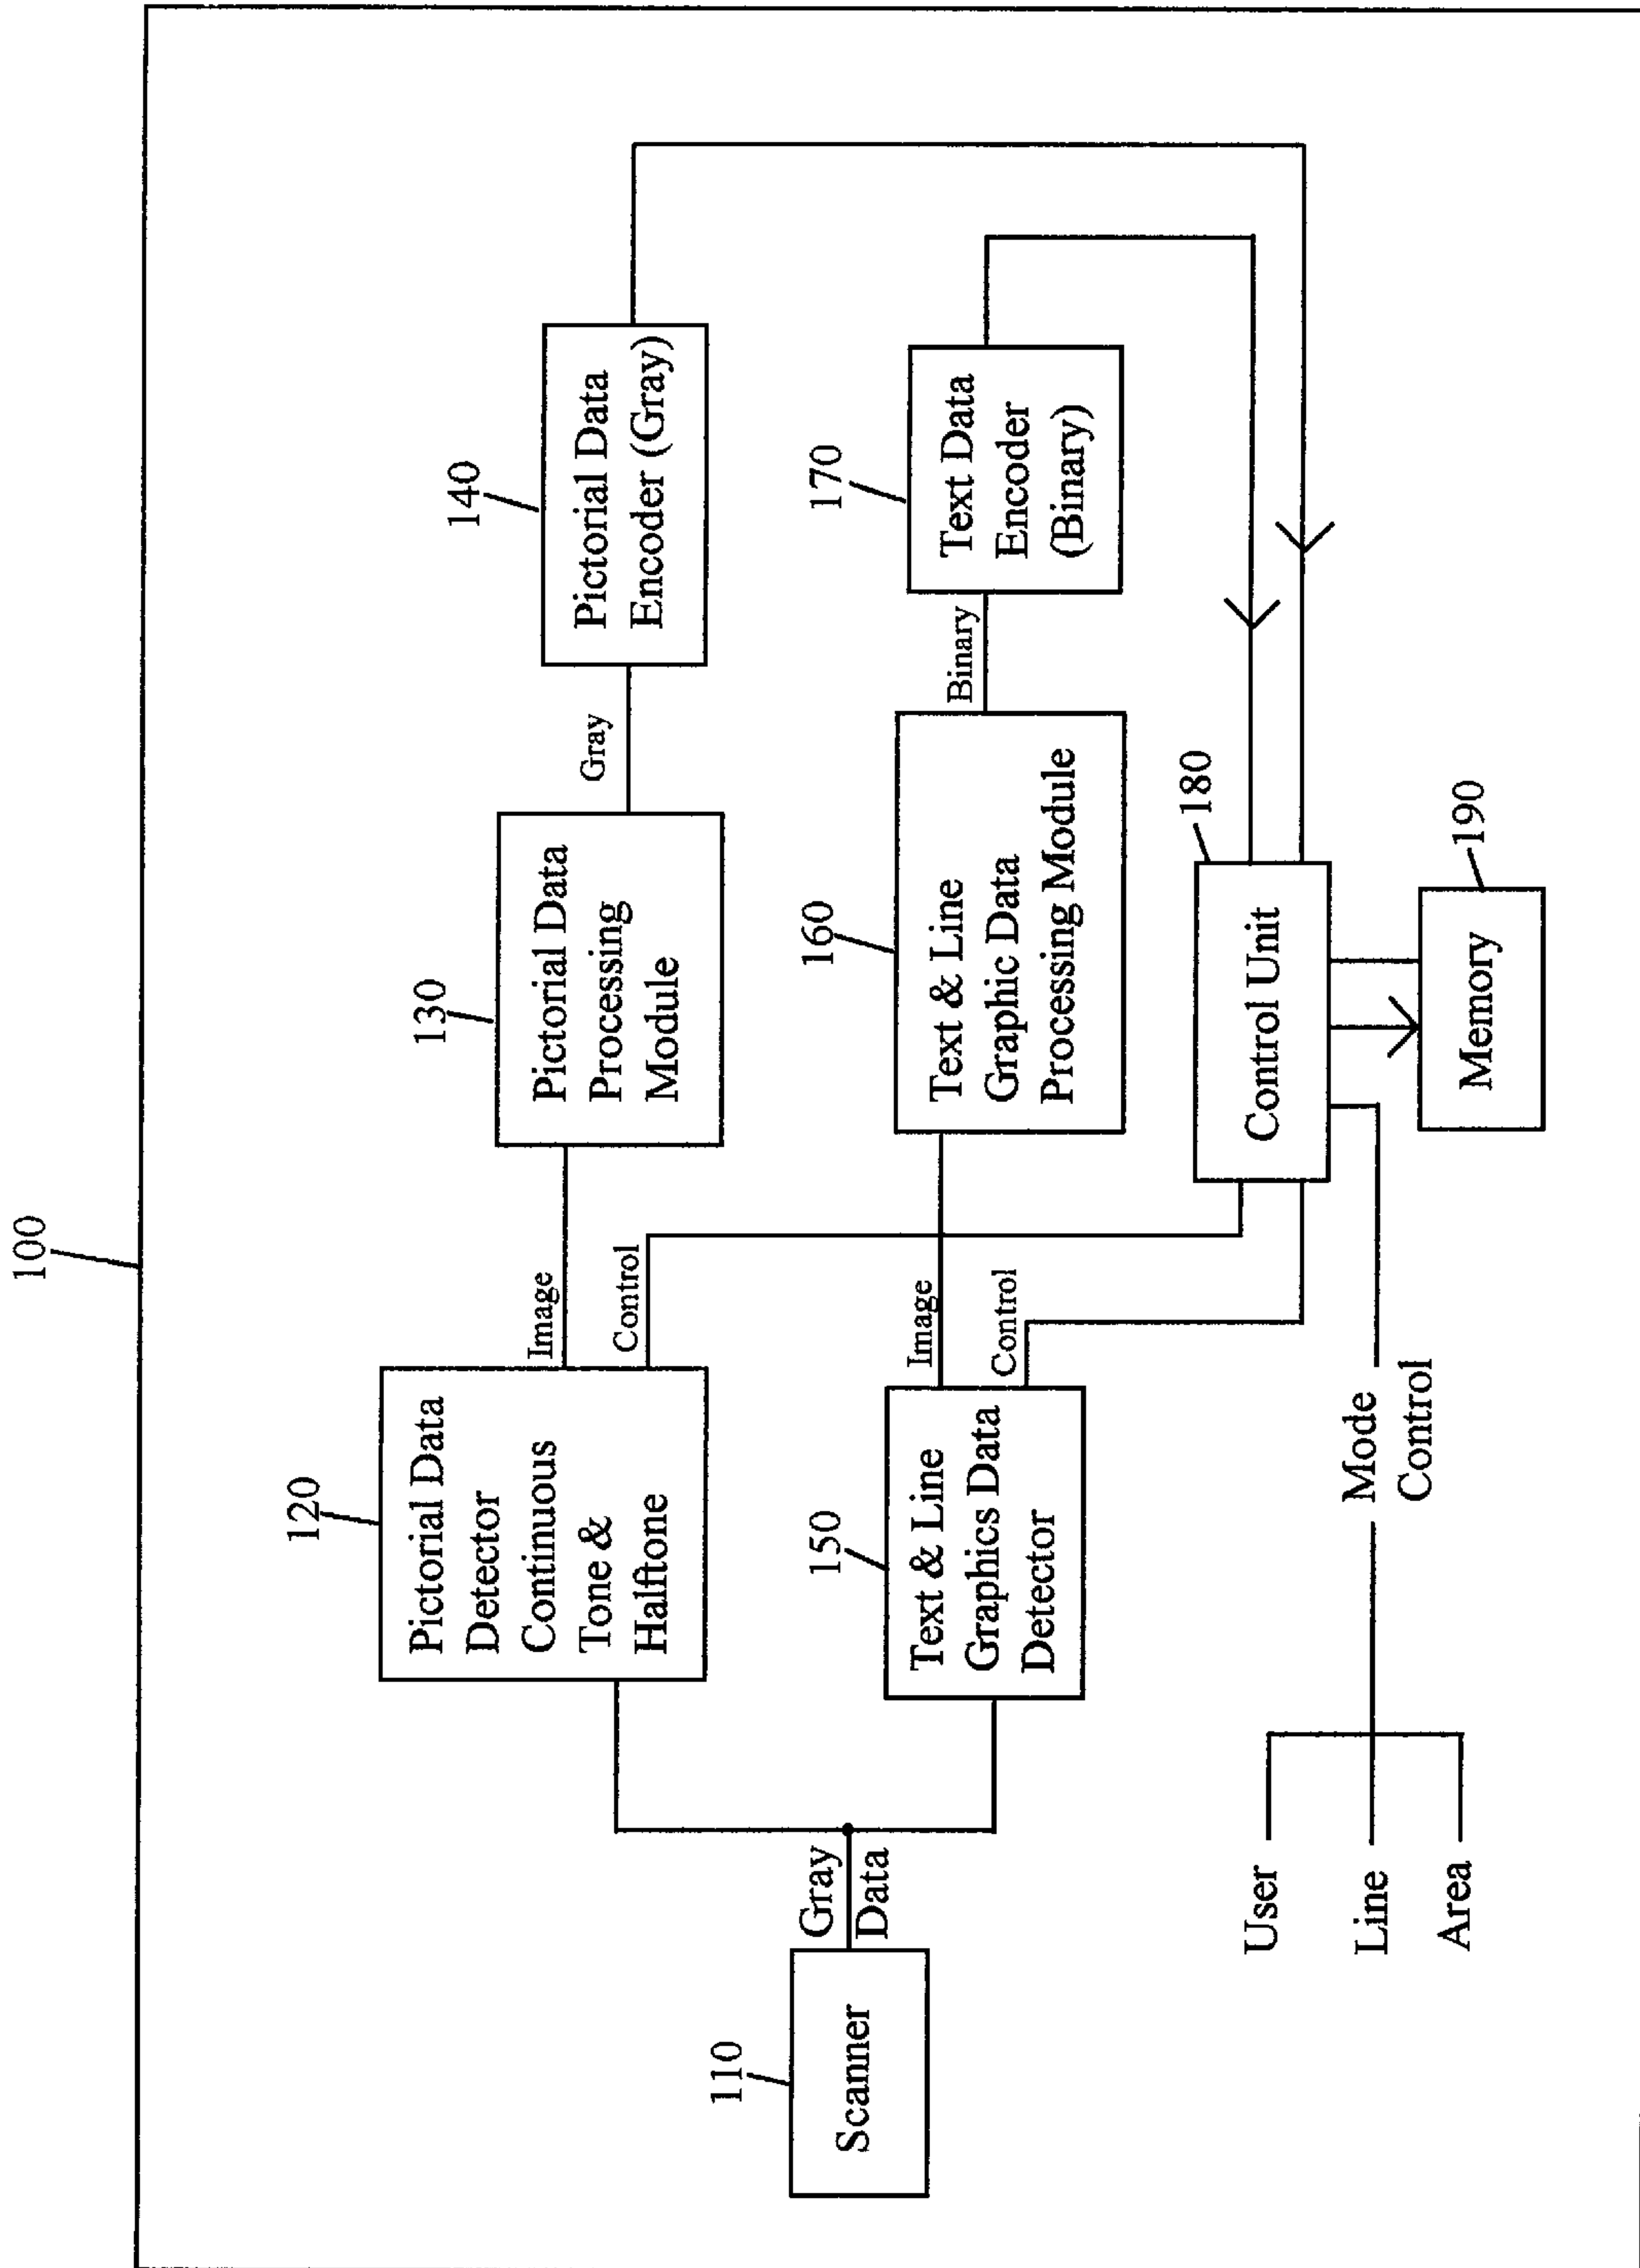 100
110
Scanner
Gray
Data
120
Pictorial Data
Detector
Continuous
Tone &
Halftone
Image
Control
130
Pictorial Data
Processing
Module
Gray
140
Pictorial Data
Encoder (Gray)
150
Text & Line
Graphics Data
Detector
Image
Control
160
Text & Line
Graphic Data
Processing Module
Binary
170
Text Data
Encoder
(Binary)
180
Control Unit
190
Memory
Mode
Control
User
Line
Area